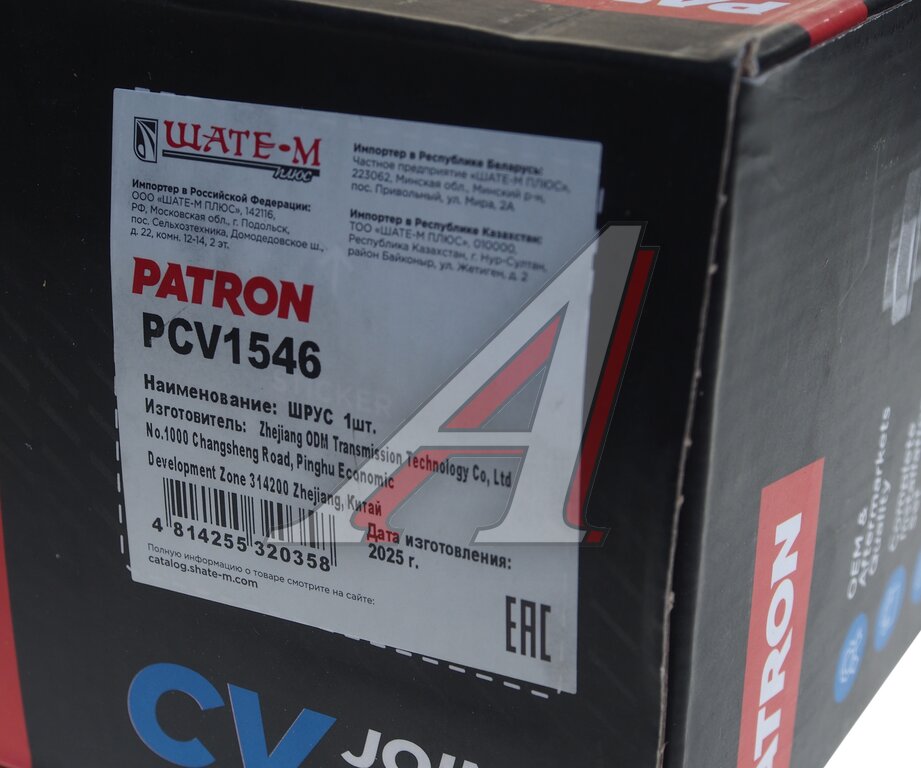 ШАТЕ-М
ПЛЮС
Импортер в Российской Федерации:
ООО «ШАТЕ-М ПЛЮС», 142116,
РФ, Московская обл., г. Подольск,
пос. Сельхозтехника, Домодедовское ш.,
д. 22, комн. 12-14, 2 эт.
Импортер в Республике Беларусь:
Частное предприятие «ШАТЕ-М ПЛЮС»,
223062, Минская обл., Минский р-н,
пос. Привольный, ул. Мира, 2А
Импортер в Республике Казахстан:
ТОО «ШАТЕ-М ПЛЮС», 010000,
Республика Казахстан, г. Нур-Султан,
район Байконыр, ул. Жетиген, д. 2
PATRON
PCV1546
Наименование: ШРУС 1шт.
Изготовитель: Zhejiang ODM Transmission Technology Co, Ltd
No.1000 Changsheng Road, Pinghu Economic
Development Zone 314200 Zhejiang, Китай
4 814255 320358
Дата изготовления:
2025 г.
Полную информацию о товаре смотрите на сайте:
catalog.shate-m.com
EAC
CV JOIN
PATRON
OEM &
Aftermarkets
Quality